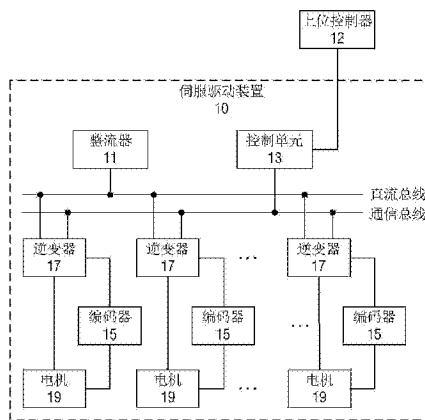 上位控制器
12
伺服驱动装置
10
整流器
11
控制单元
13
直流总线
通信总线
逆变器
17
逆变器
17
...
逆变器
17
编码器
15
编码器
15
...
编码器
15
电机
19
电机
19
...
电机
19